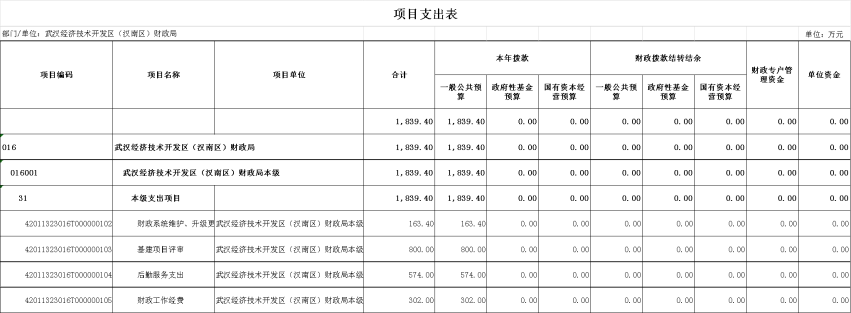 项目支出表
部门/单位：武汉经济技术开发区（汉南区）财政局 单位：万元
项目编码 项目名称 项目单位 合计 本年拨款 财政拨款结转结余 财政专户管理资金 单位资金
一般公共预算 政府性基金预算 国有资本经营预算 一般公共预算 政府性基金预算 国有资本经营预算
1,839.40 1,839.40 0.00 0.00 0.00 0.00 0.00 0.00 0.00
016 武汉经济技术开发区（汉南区）财政局 1,839.40 1,839.40 0.00 0.00 0.00 0.00 0.00 0.00 0.00
016001 武汉经济技术开发区（汉南区）财政局本级 1,839.40 1,839.40 0.00 0.00 0.00 0.00 0.00 0.00 0.00
31 本级支出项目 1,839.40 1,839.40 0.00 0.00 0.00 0.00 0.00 0.00 0.00
42011323016T000000102 财政系统维护、升级更 武汉经济技术开发区（汉南区）财政局本级 163.40 163.40 0.00 0.00 0.00 0.00 0.00 0.00 0.00
42011323016T000000103 基建项目评审 武汉经济技术开发区（汉南区）财政局本级 800.00 800.00 0.00 0.00 0.00 0.00 0.00 0.00 0.00
42011323016T000000104 后勤服务支出 武汉经济技术开发区（汉南区）财政局本级 574.00 574.00 0.00 0.00 0.00 0.00 0.00 0.00 0.00
42011323016T000000105 财政工作经费 武汉经济技术开发区（汉南区）财政局本级 302.00 302.00 0.00 0.00 0.00 0.00 0.00 0.00 0.00